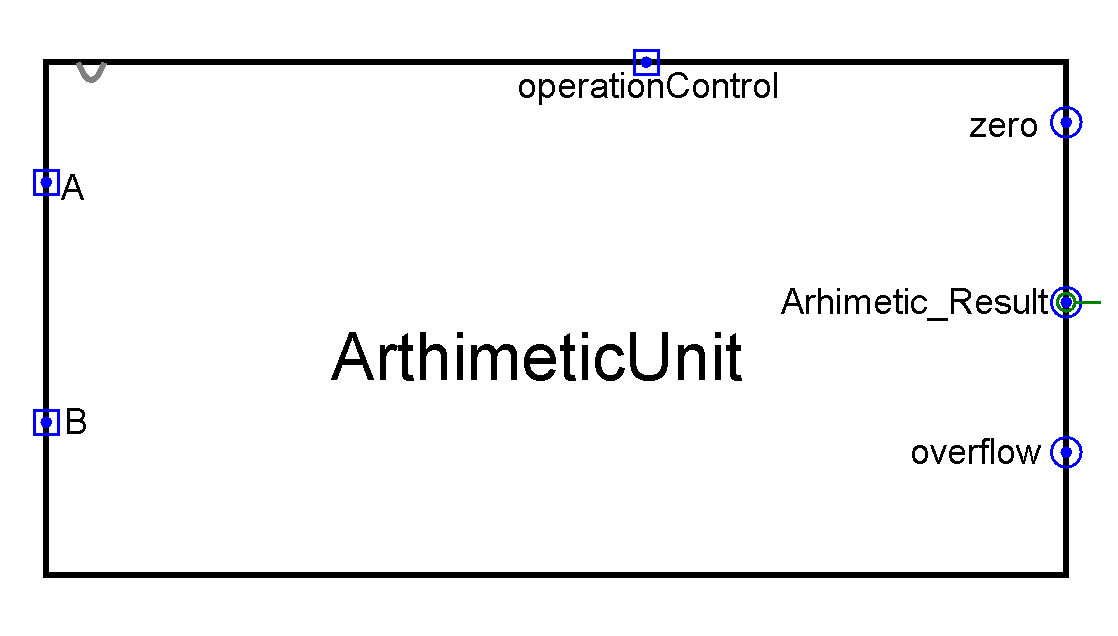 operationControl
zero
A
Arhimetic_Result
ArthimeticUnit
B
overflow